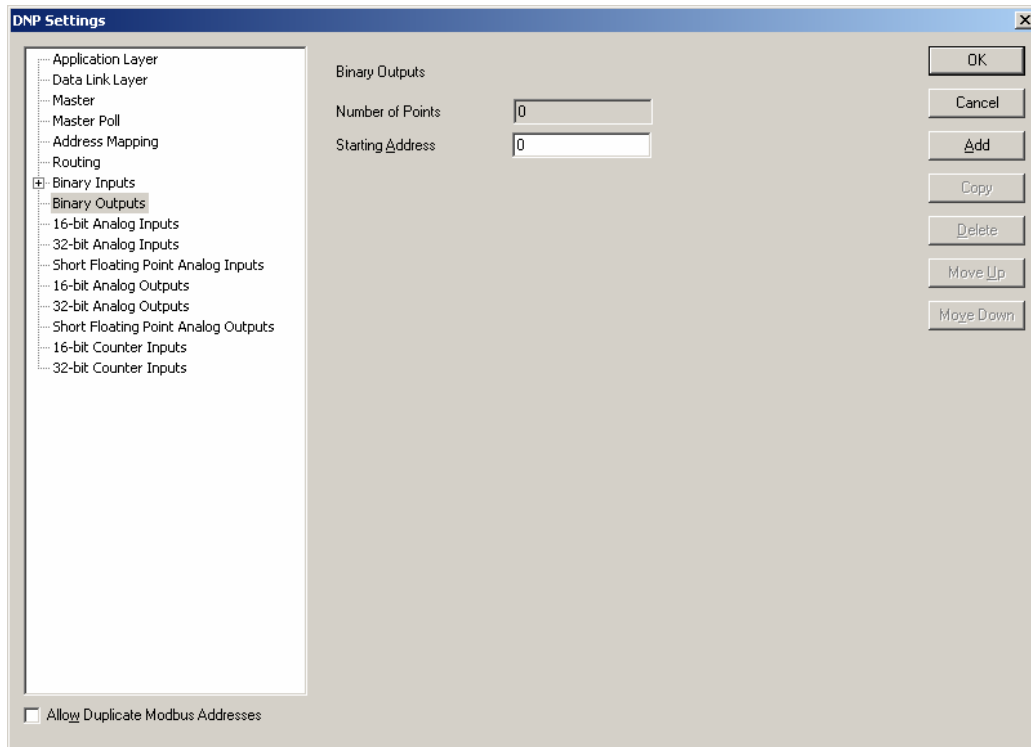 DNP Settings
Application Layer
Data Link Layer
Master
Master Poll
Address Mapping
Routing
Binary Inputs
Binary Outputs
16-bit Analog Inputs
32-bit Analog Inputs
Short Floating Point Analog Inputs
16-bit Analog Outputs
32-bit Analog Outputs
Short Floating Point Analog Outputs
16-bit Counter Inputs
32-bit Counter Inputs
Allow Duplicate Modbus Addresses
Binary Outputs
Number of Points 0
Starting Address 0
OK
Cancel
Add
Copy
Delete
Move Up
Move Down